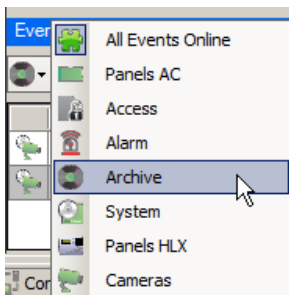 Ever
All Events Online
Panels AC
Access
Alarm
Archive
System
Panels HLX
Cor
Cameras